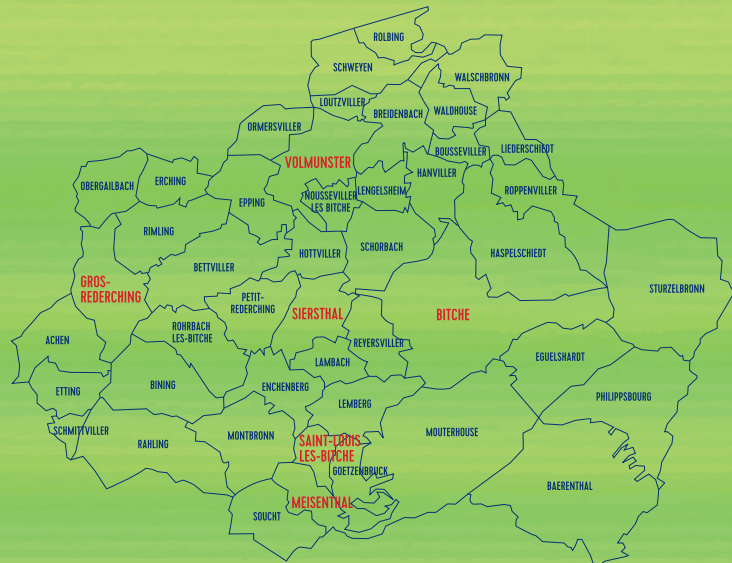 ROLBING
SCHWEYEN
WALSCHBRONN
LOUTZVILLER
BREIDENBACH
WALDHOUSE
ORMERSVILLER
BOUSSEVILLER
LIEDERSCHIEDT
VOLMUNSTER
HANVILLER
OBERGAILBACH
ERCHING
NOUSSEVILLER
LES BITCHE
LENGELSHEIM
ROPPENVILLER
EPPING
RIMLING
HOTTVILLER
SCHORBACH
HASPELSCHIEDT
BETTVILLER
GROS-
REDERCHING
STURZELBRONN
PETIT-
REDERCHING
SIERSTHAL
BITCHE
ROHRBACH
LES-BITCHE
ACHEN
REYERSVILLER
EGUELSHARDT
LAMBACH
ETTING
BINING
ENCHENBERG
PHILIPPSBOURG
LEMBERG
SCHMITTVILLER
RAHLING
MONTBRONN
MOUTERHOUSE
SAINT-LOUIS
LES-BITCHE
GOETZENBRUCK
BAERENTHAL
MEISENTHAL
SOUCHT